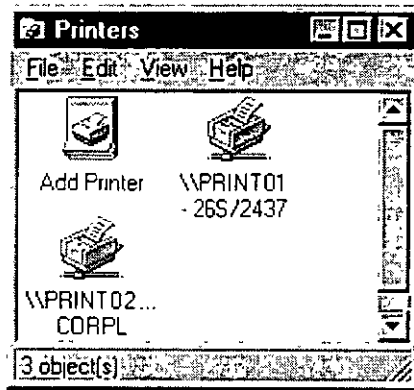 Printers
File Edit View Help
Add Printer
\\PRINT01
- 26S/2437
\\PRINT02...
CORPL
3 object(s)